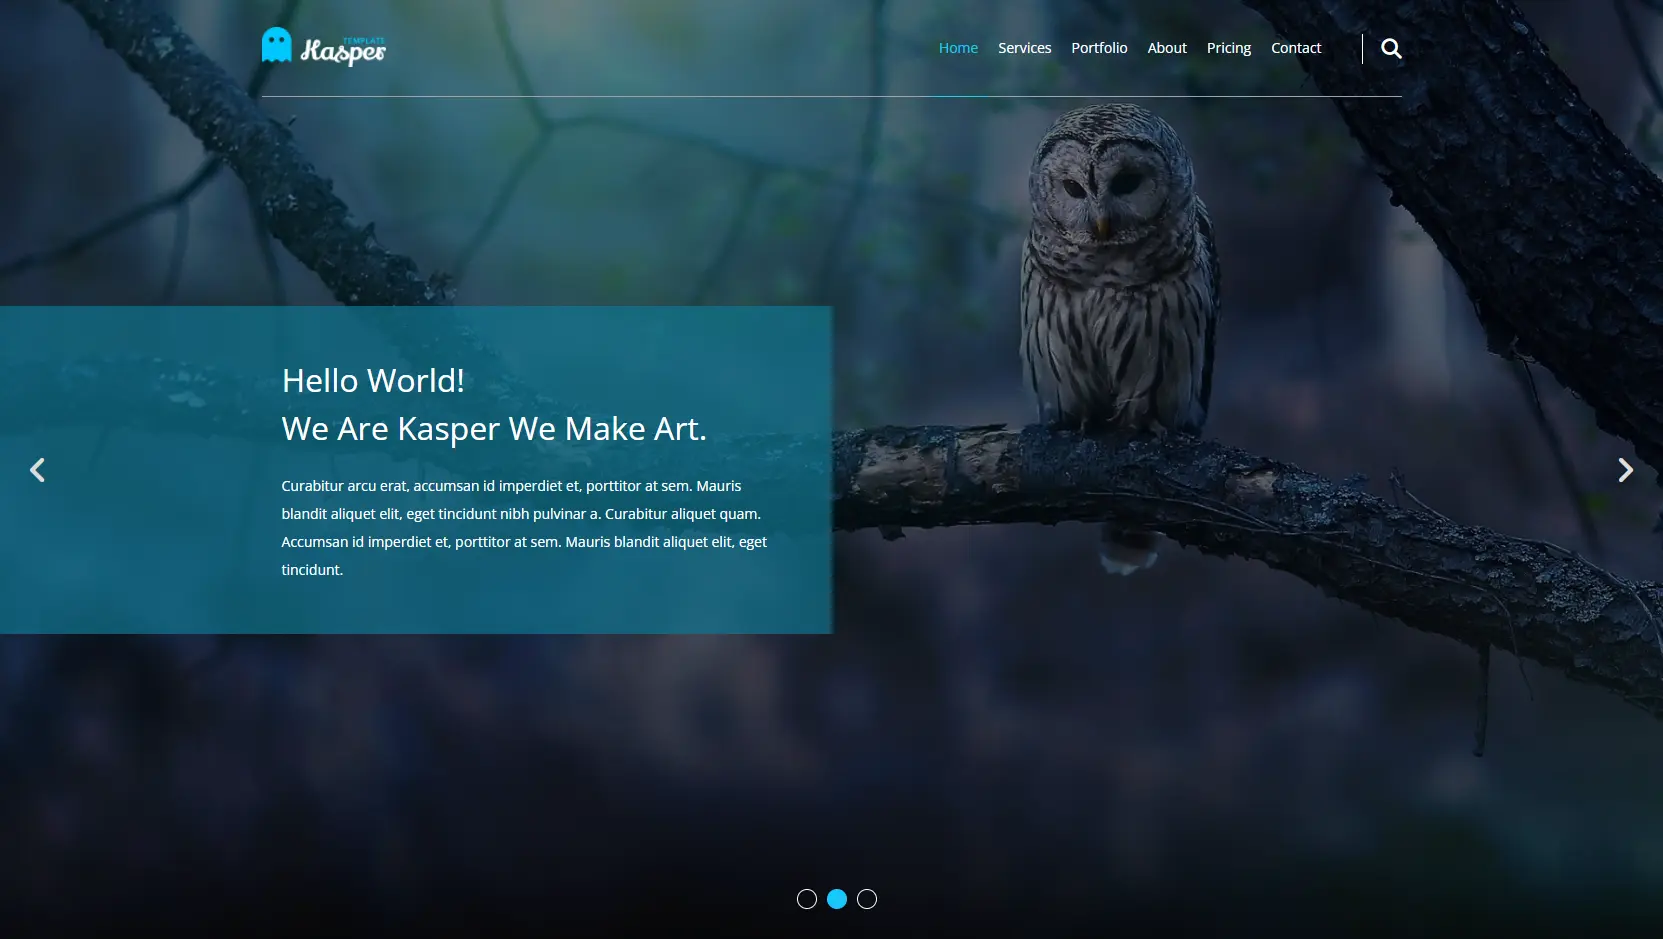 TEMPLATE
Kasper
Home Services Portfolio About Pricing Contact
Hello World!
We Are Kasper We Make Art.
Curabitur arcu erat, accumsan id imperdiet et, porttitor at sem. Mauris
blandit aliquet elit, eget tincidunt nibh pulvinar a. Curabitur aliquet quam.
Accumsan id imperdiet et, porttitor at sem. Mauris blandit aliquet elit, eget
tincidunt.